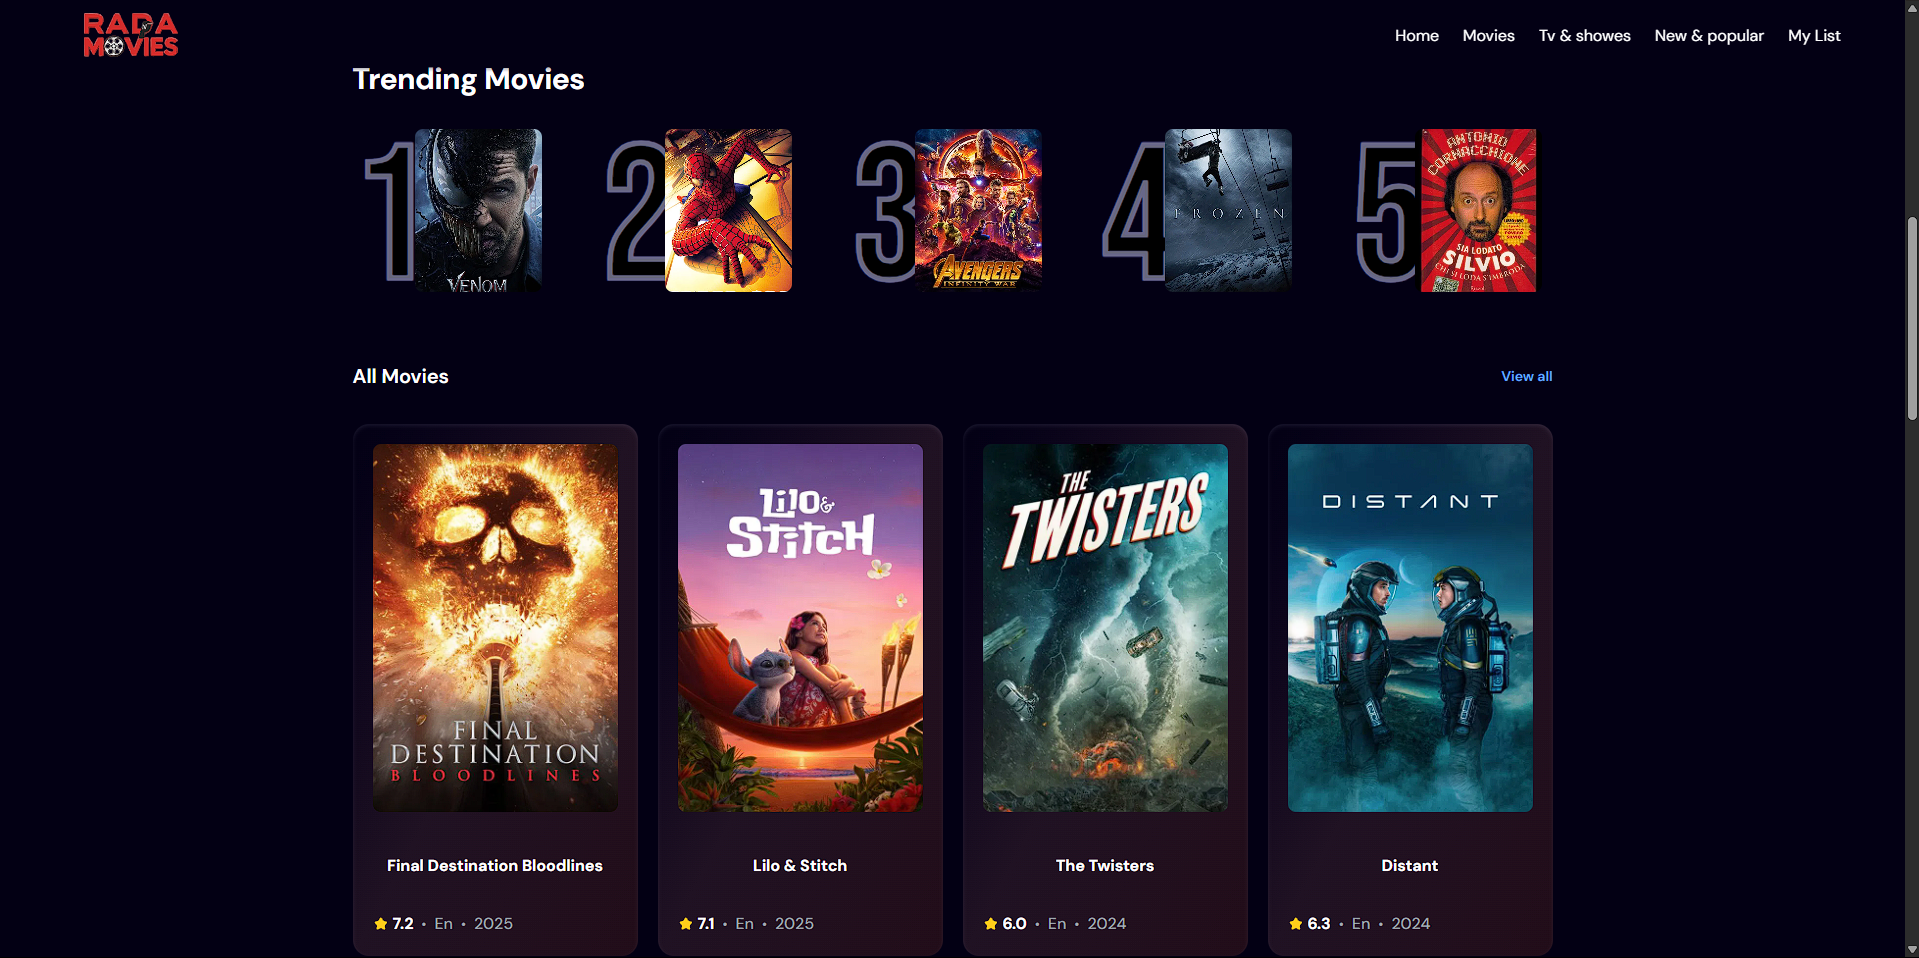 RADA
MOVIES
Home Movies Tv & showes New & popular My List
Trending Movies
1
VENOM
2
3
AVENGERS
INFINITY WAR
4
FROZEN
5
ANTONIO
CORNACCHIONE
SIA LODATO
SILVIO
CHI SI LODA S'IMBRODA
All Movies
View all
FINAL
DESTINATION
BLOODLINES
Final Destination Bloodlines
7.2 • En • 2025
LiLO &
STiTCH
Lilo & Stitch
7.1 • En • 2025
THE
TWISTERS
The Twisters
6.0 • En • 2024
DISTANT
Distant
6.3 • En • 2024